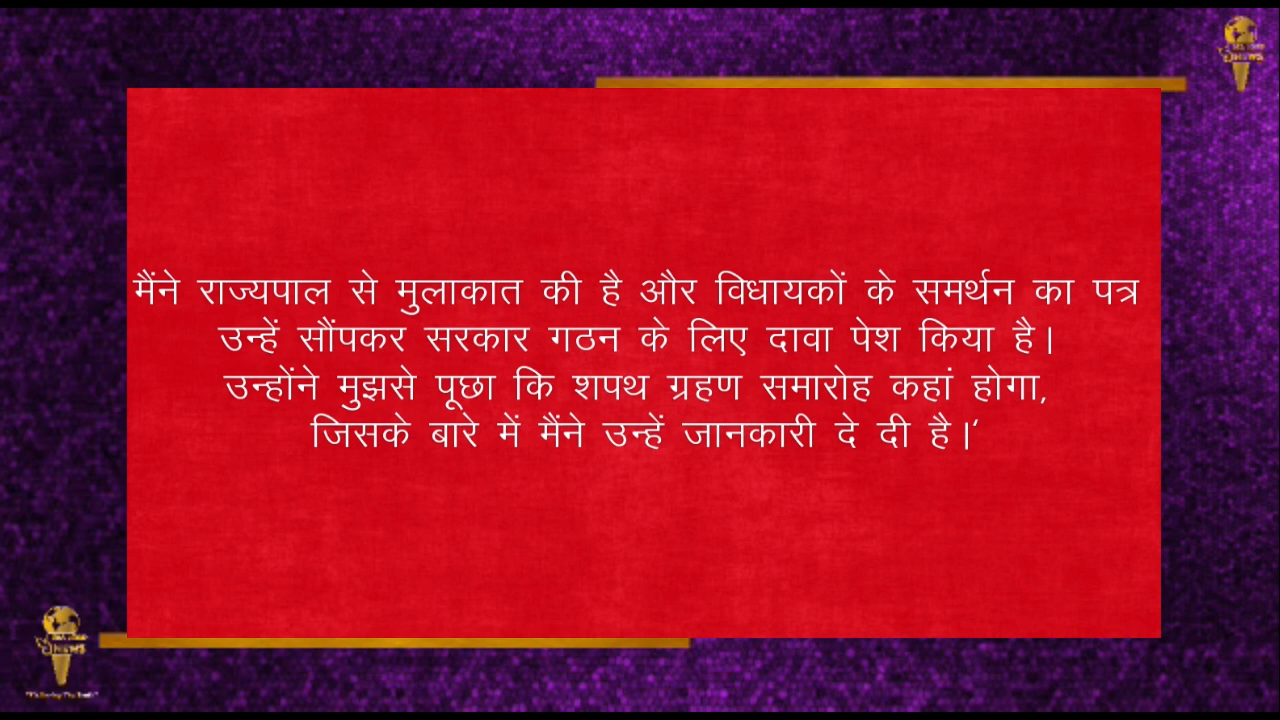 मैंने राज्यपाल से मुलाकात की है और विधायकों के समर्थन का पत्र
उन्हें सौंपकर सरकार गठन के लिए दावा पेश किया है।
उन्होंने मुझसे पूछा कि शपथ ग्रहण समारोह कहां होगा,
जिसके बारे में मैंने उन्हें जानकारी दे दी है।‘